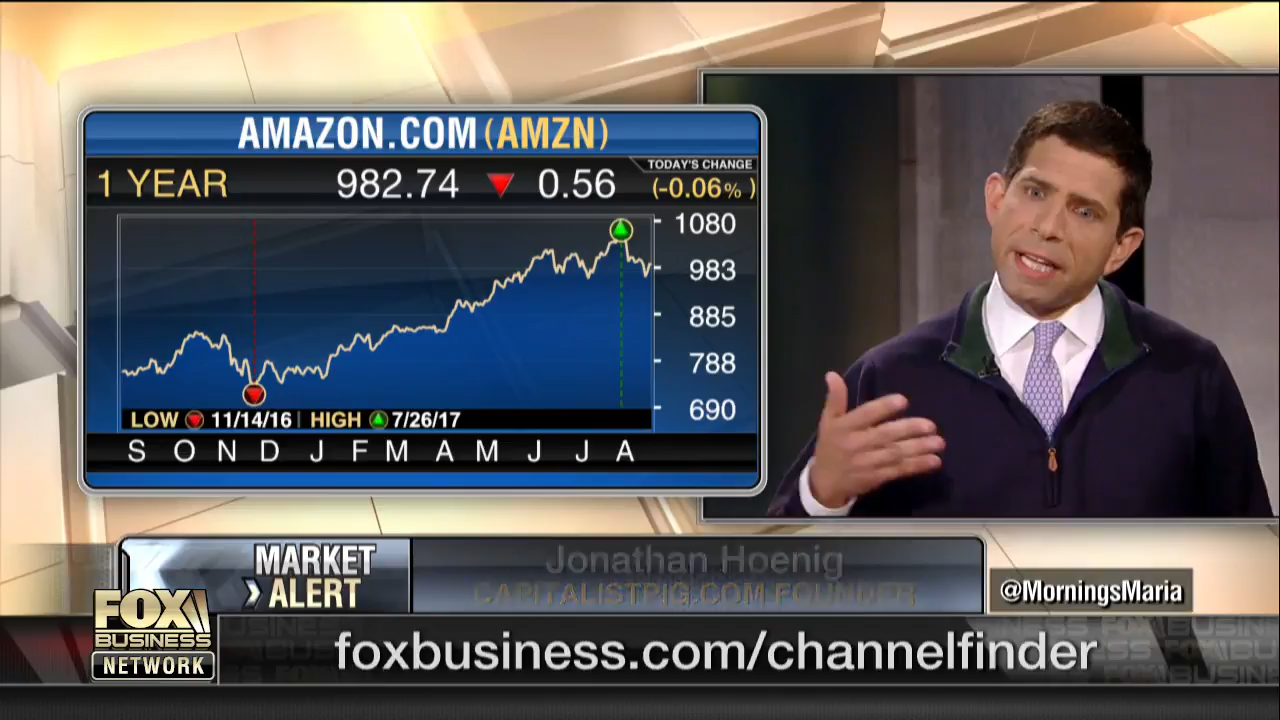 AMAZON.COM (AMZN)
TODAY'S CHANGE
1 YEAR 982.74 0.56 (-0.06%)
1080
983
885
788
690
LOW 11/14/16 HIGH 7/26/17
S O N D J F M A M J J A
MARKET ALERT
Jonathan Hoenig
CAPITALISTPIG.COM FOUNDER
@MorningsMaria
FOX
BUSINESS
NETWORK
foxbusiness.com/channelfinder